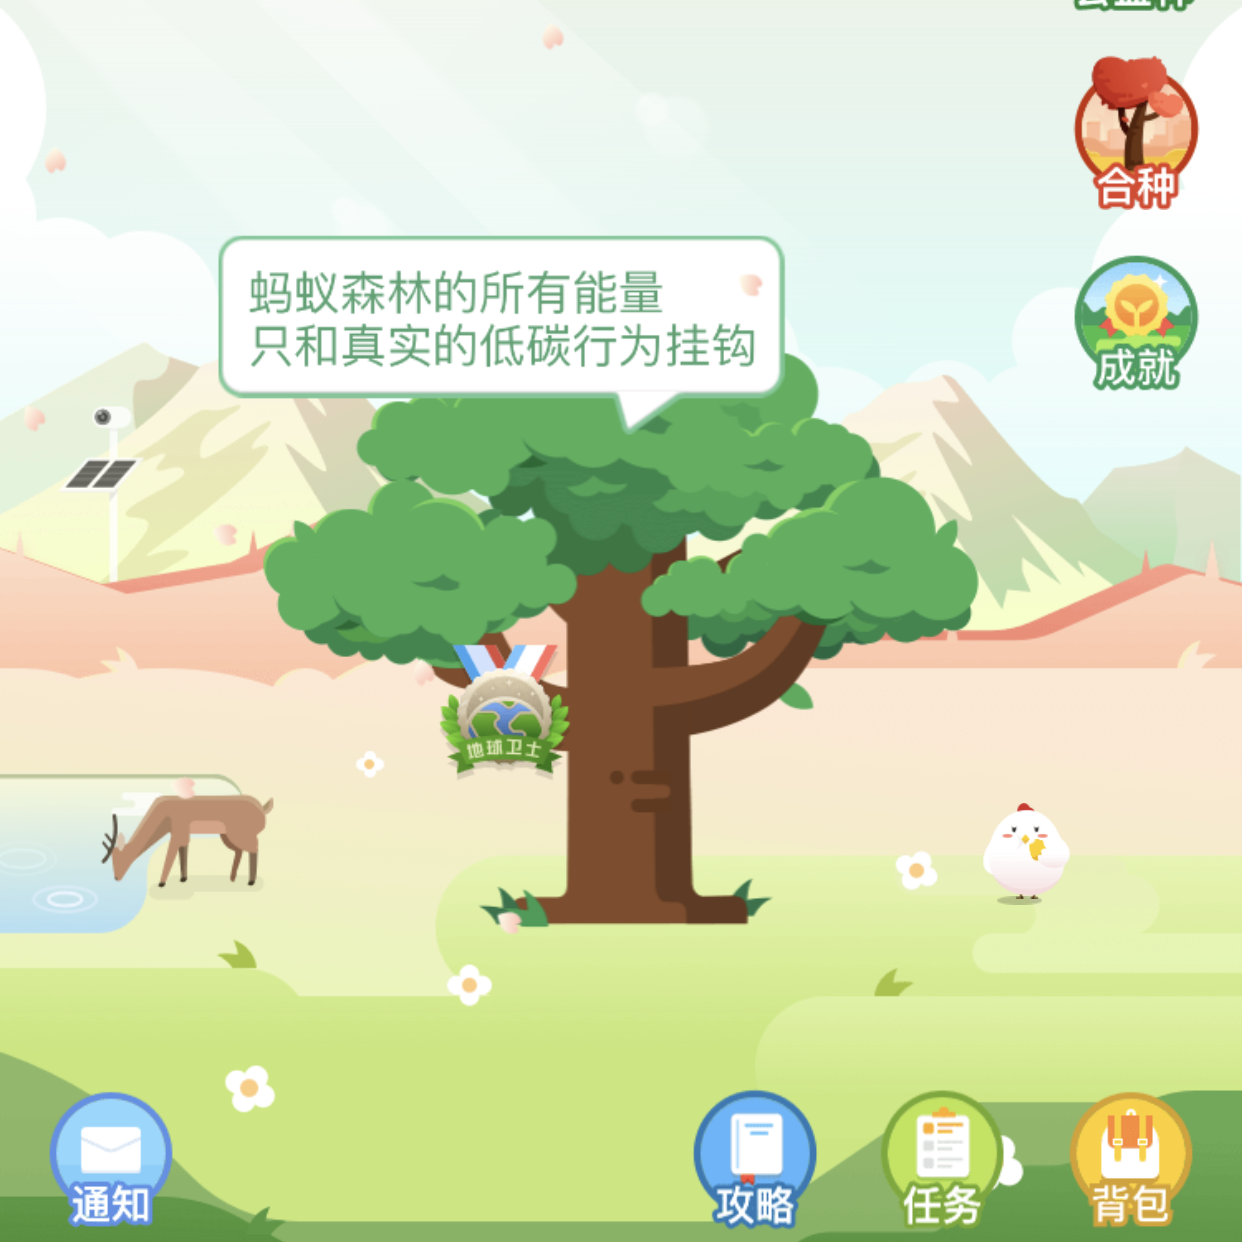 合种
蚂蚁森林的所有能量
只和真实的低碳行为挂钩
成就
地球卫士
通知
攻略
任务
背包